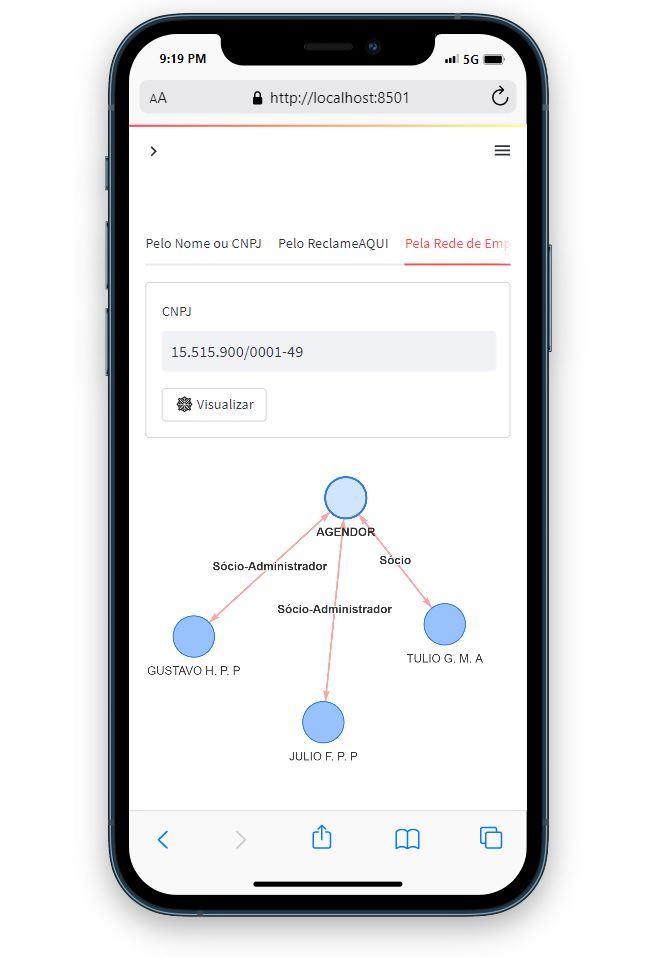 9:19 PM
5G
AA
http://localhost:8501
Pelo Nome ou CNPJ
Pelo ReclameAQUI
Pela Rede de Emp
CNPJ
15.515.900/0001-49
Visualizar
AGENDOR
Sócio-Administrador
Sócio
Sócio-Administrador
GUSTAVO H. P. P
TULIO G. M. A
JULIO F. P. P